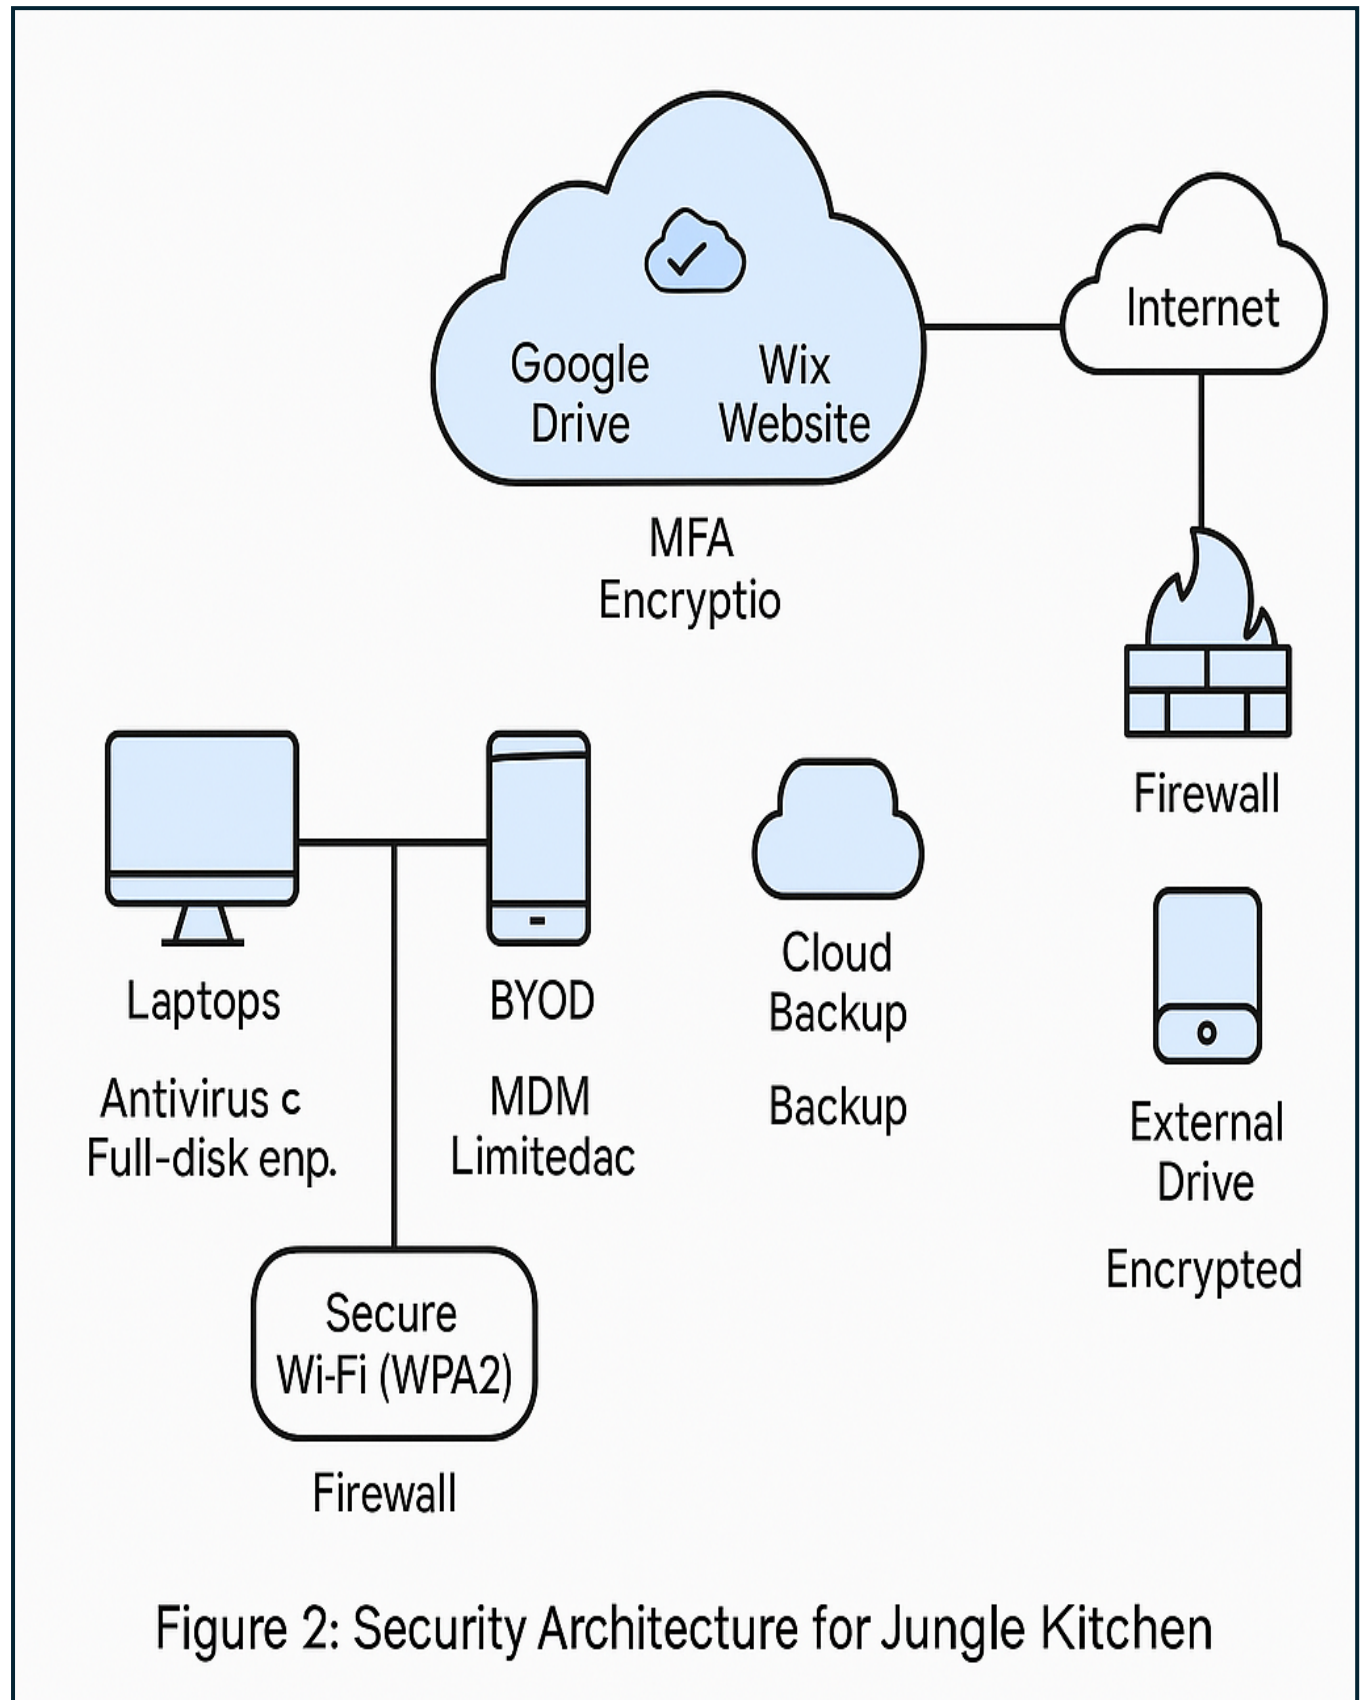 Internet
Google
Drive
Wix
Website
MFA
Encryptio
Firewall
Laptops
Antivirus c
Full-disk enp.
BYOD
MDM
Limitedac
Cloud
Backup
Backup
External
Drive
Encrypted
Secure
Wi-Fi (WPA2)
Firewall
Figure 2: Security Architecture for Jungle Kitchen